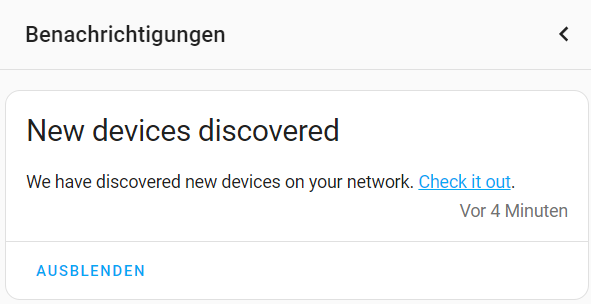 Benachrichtigungen
New devices discovered
We have discovered new devices on your network. Check it out.
Vor 4 Minuten
AUSBLENDEN